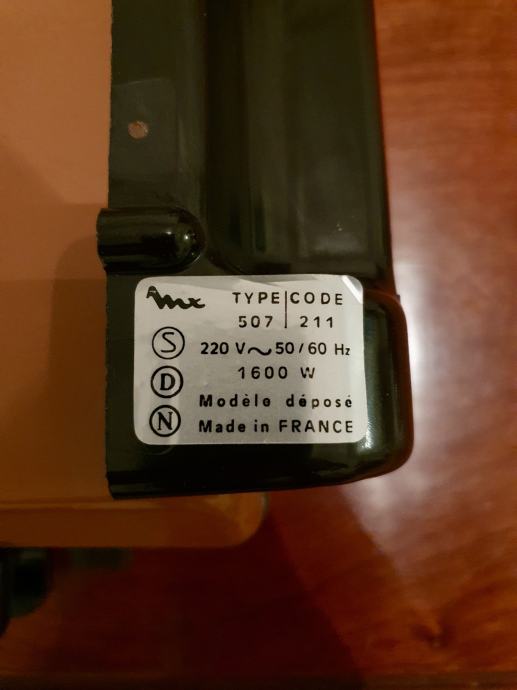 TYPE | CODE
507 | 211
S 220 V~50/60 Hz
D 1600 W
N Modèle déposé
Made in FRANCE